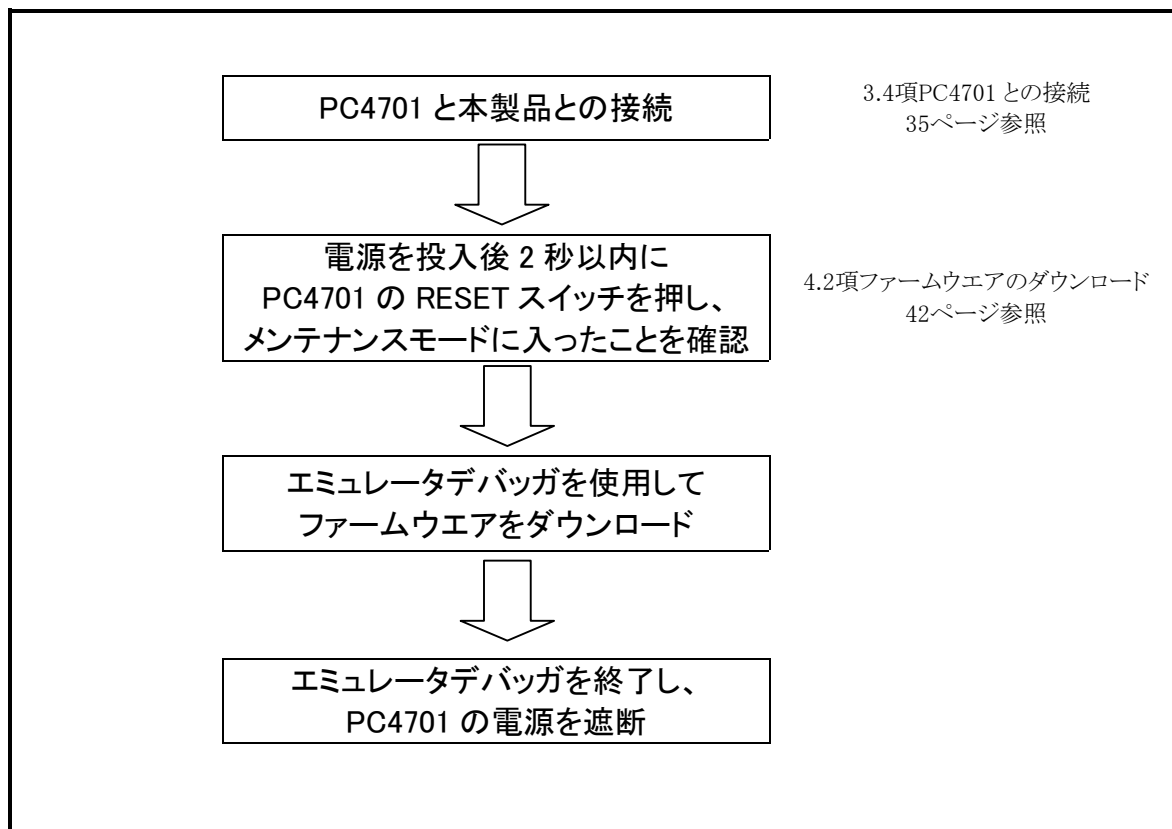 PC4701 と本製品との接続
3.4項PC4701 との接続
35ページ参照
電源を投入後 2 秒以内に
PC4701 の RESET スイッチを押し、
メンテナンスモードに入ったことを確認
4.2項ファームウエアのダウンロード
42ページ参照
エミュレータデバッガを使用して
ファームウエアをダウンロード
エミュレータデバッガを終了し、
PC4701 の電源を遮断